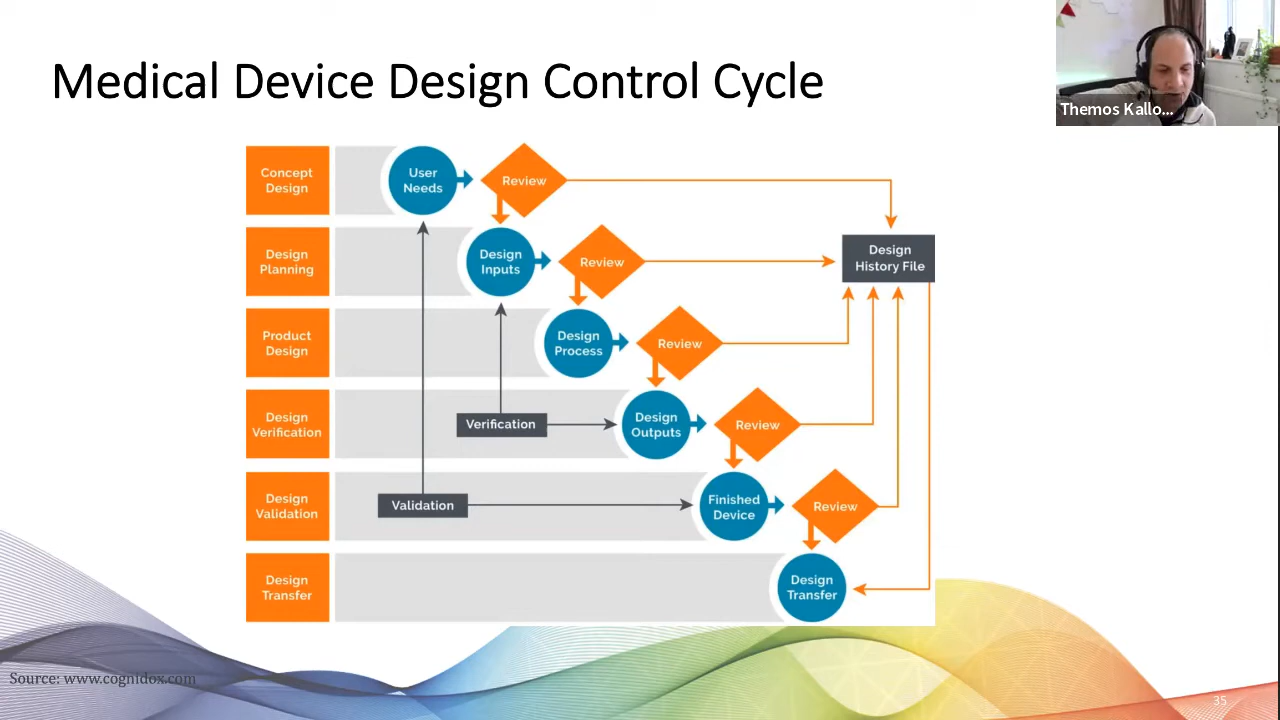 Medical Device Design Control Cycle
Themos Kallo...
Concept
Design
User
Needs
Review
Design
Planning
Design
Inputs
Review
Design
History File
Product
Design
Design
Process
Review
Design
Verification
Verification
Design
Outputs
Review
Design
Validation
Validation
Finished
Device
Review
Design
Transfer
Design
Transfer
Source: www.cognidox.com
35